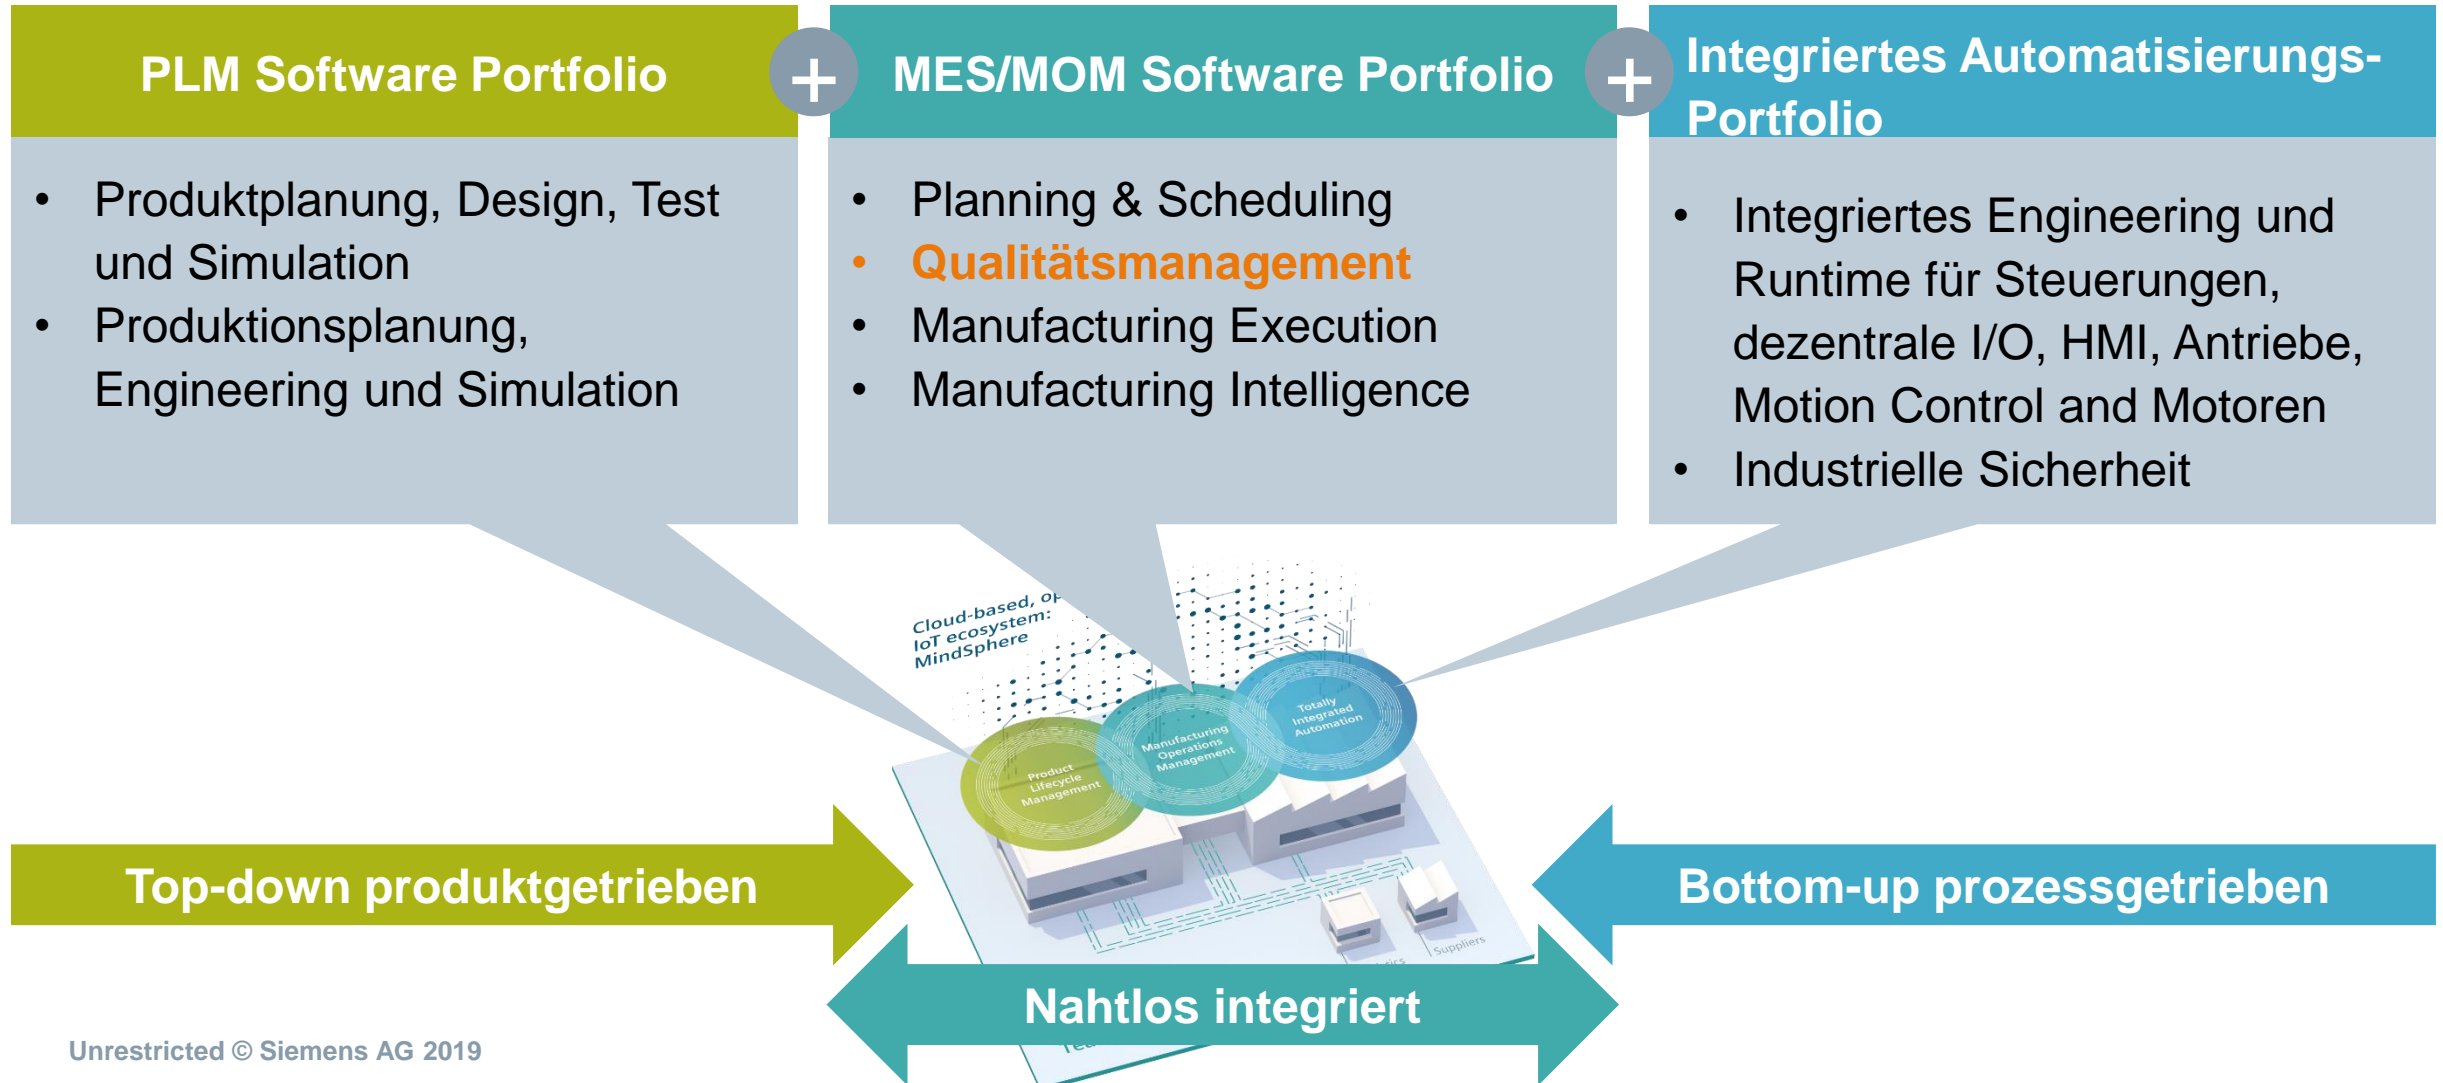 PLM Software Portfolio
+
MES/MOM Software Portfolio
+
Integriertes Automatisierungs-
Portfolio
• Produktplanung, Design, Test
und Simulation
• Produktionsplanung,
Engineering und Simulation
• Planning & Scheduling
• Qualitätsmanagement
• Manufacturing Execution
• Manufacturing Intelligence
• Integriertes Engineering und
Runtime für Steuerungen,
dezentrale I/O, HMI, Antriebe,
Motion Control and Motoren
• Industrielle Sicherheit
Cloud-based,
IoT ecosystem:
MindSphere
Product
Lifecycle
Management
Manufacturing
Operations
Management
Totally
Integrated
Automation
Top-down produktgetrieben
Bottom-up prozessgetrieben
Suppliers
Nahtlos integriert
Unrestricted © Siemens AG 2019